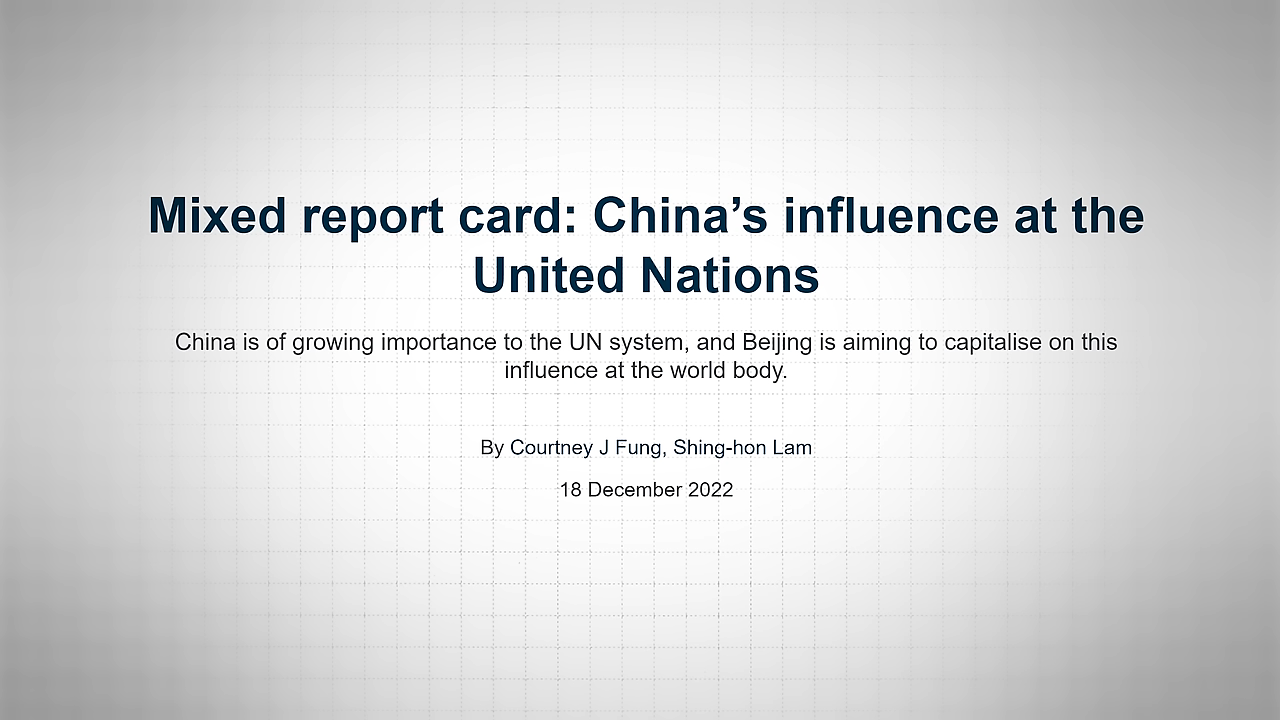 Mixed report card: China’s influence at the
United Nations
China is of growing importance to the UN system, and Beijing is aiming to capitalise on this
influence at the world body.
By Courtney J Fung, Shing-hon Lam
18 December 2022